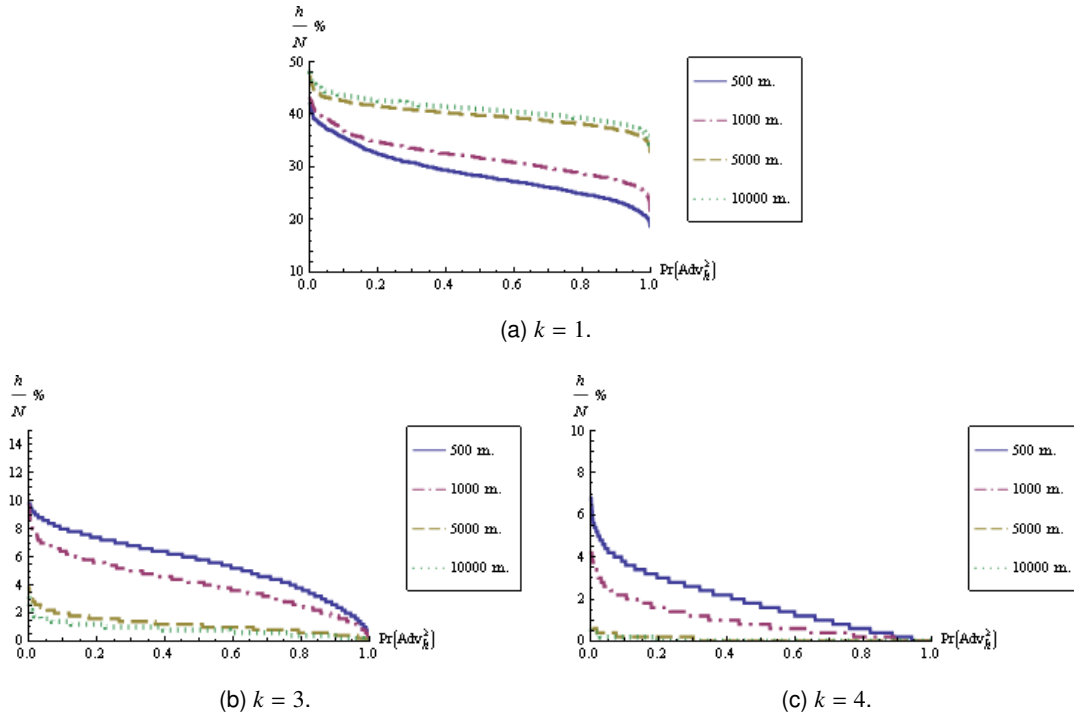 h
N %
50
40
30
20
10
0.0 0.2 0.4 0.6 0.8 1.0
Pr(Adv²ₕ)
500 m.
1000 m.
5000 m.
10000 m.
(a) k = 1.
h
N %
14
12
10
8
6
4
2
0
0.0 0.2 0.4 0.6 0.8 1.0
Pr(Adv²ₕ)
500 m.
1000 m.
5000 m.
10000 m.
(b) k = 3.
h
N %
10
8
6
4
2
0
0.0 0.2 0.4 0.6 0.8 1.0
Pr(Adv²ₕ)
500 m.
1000 m.
5000 m.
10000 m.
(c) k = 4.